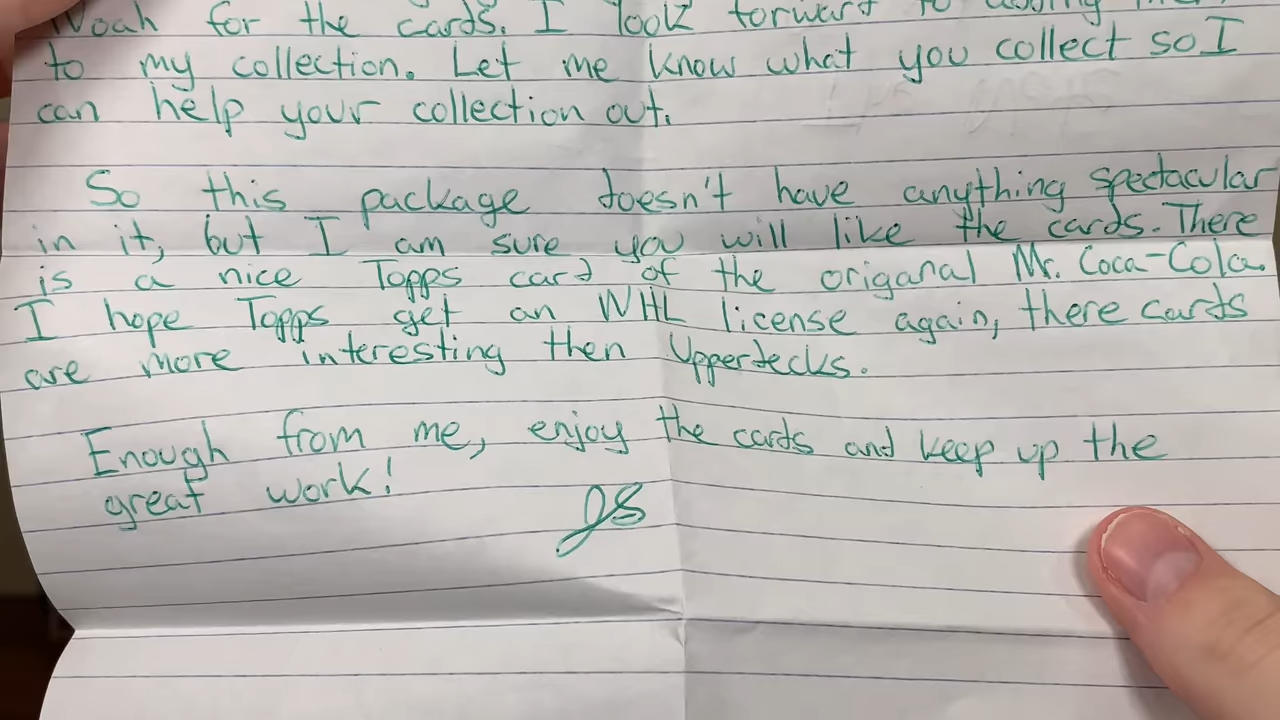 Noah for the cards. I look forward to adding them
to my collection. Let me know what you collect so I
can help your collection out.
So this package doesn't have anything spectacular
in it, but I am sure you will like the cards. There
is a nice Topps card of the origanal Mr. Coca-Cola.
I hope Topps get an WHL license again, there cards
are more interesting then Upperdecks.
Enough from me, enjoy the cards and keep up the
great work!
JS